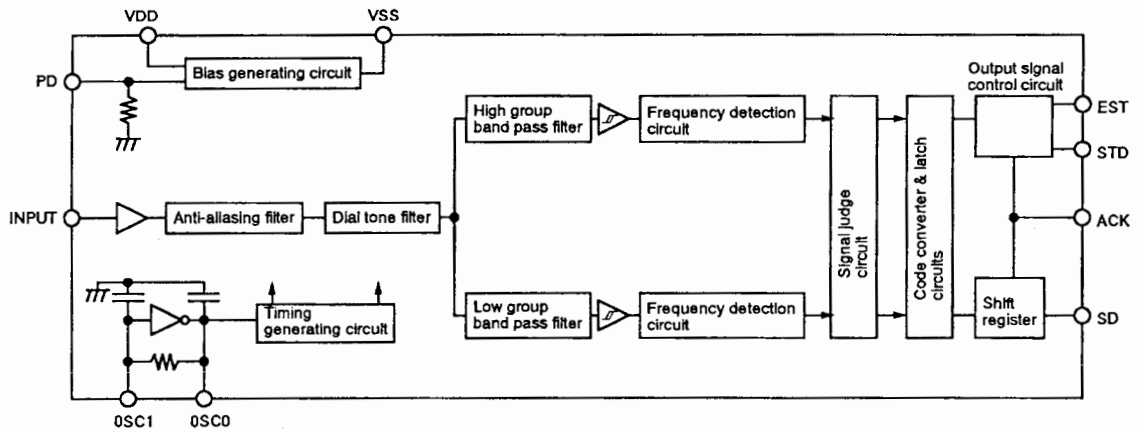 VDD
VSS
PD
Bias generating circuit
Output signal
control circuit
High group
band pass filter
Frequency detection
circuit
EST
STD
INPUT
Anti-aliasing filter
Dial tone filter
Signal judge
circuit
Code converter & latch
circuits
ACK
Timing
generating circuit
Low group
band pass filter
Frequency detection
circuit
Shift
register
SD
0SC1
0SC0